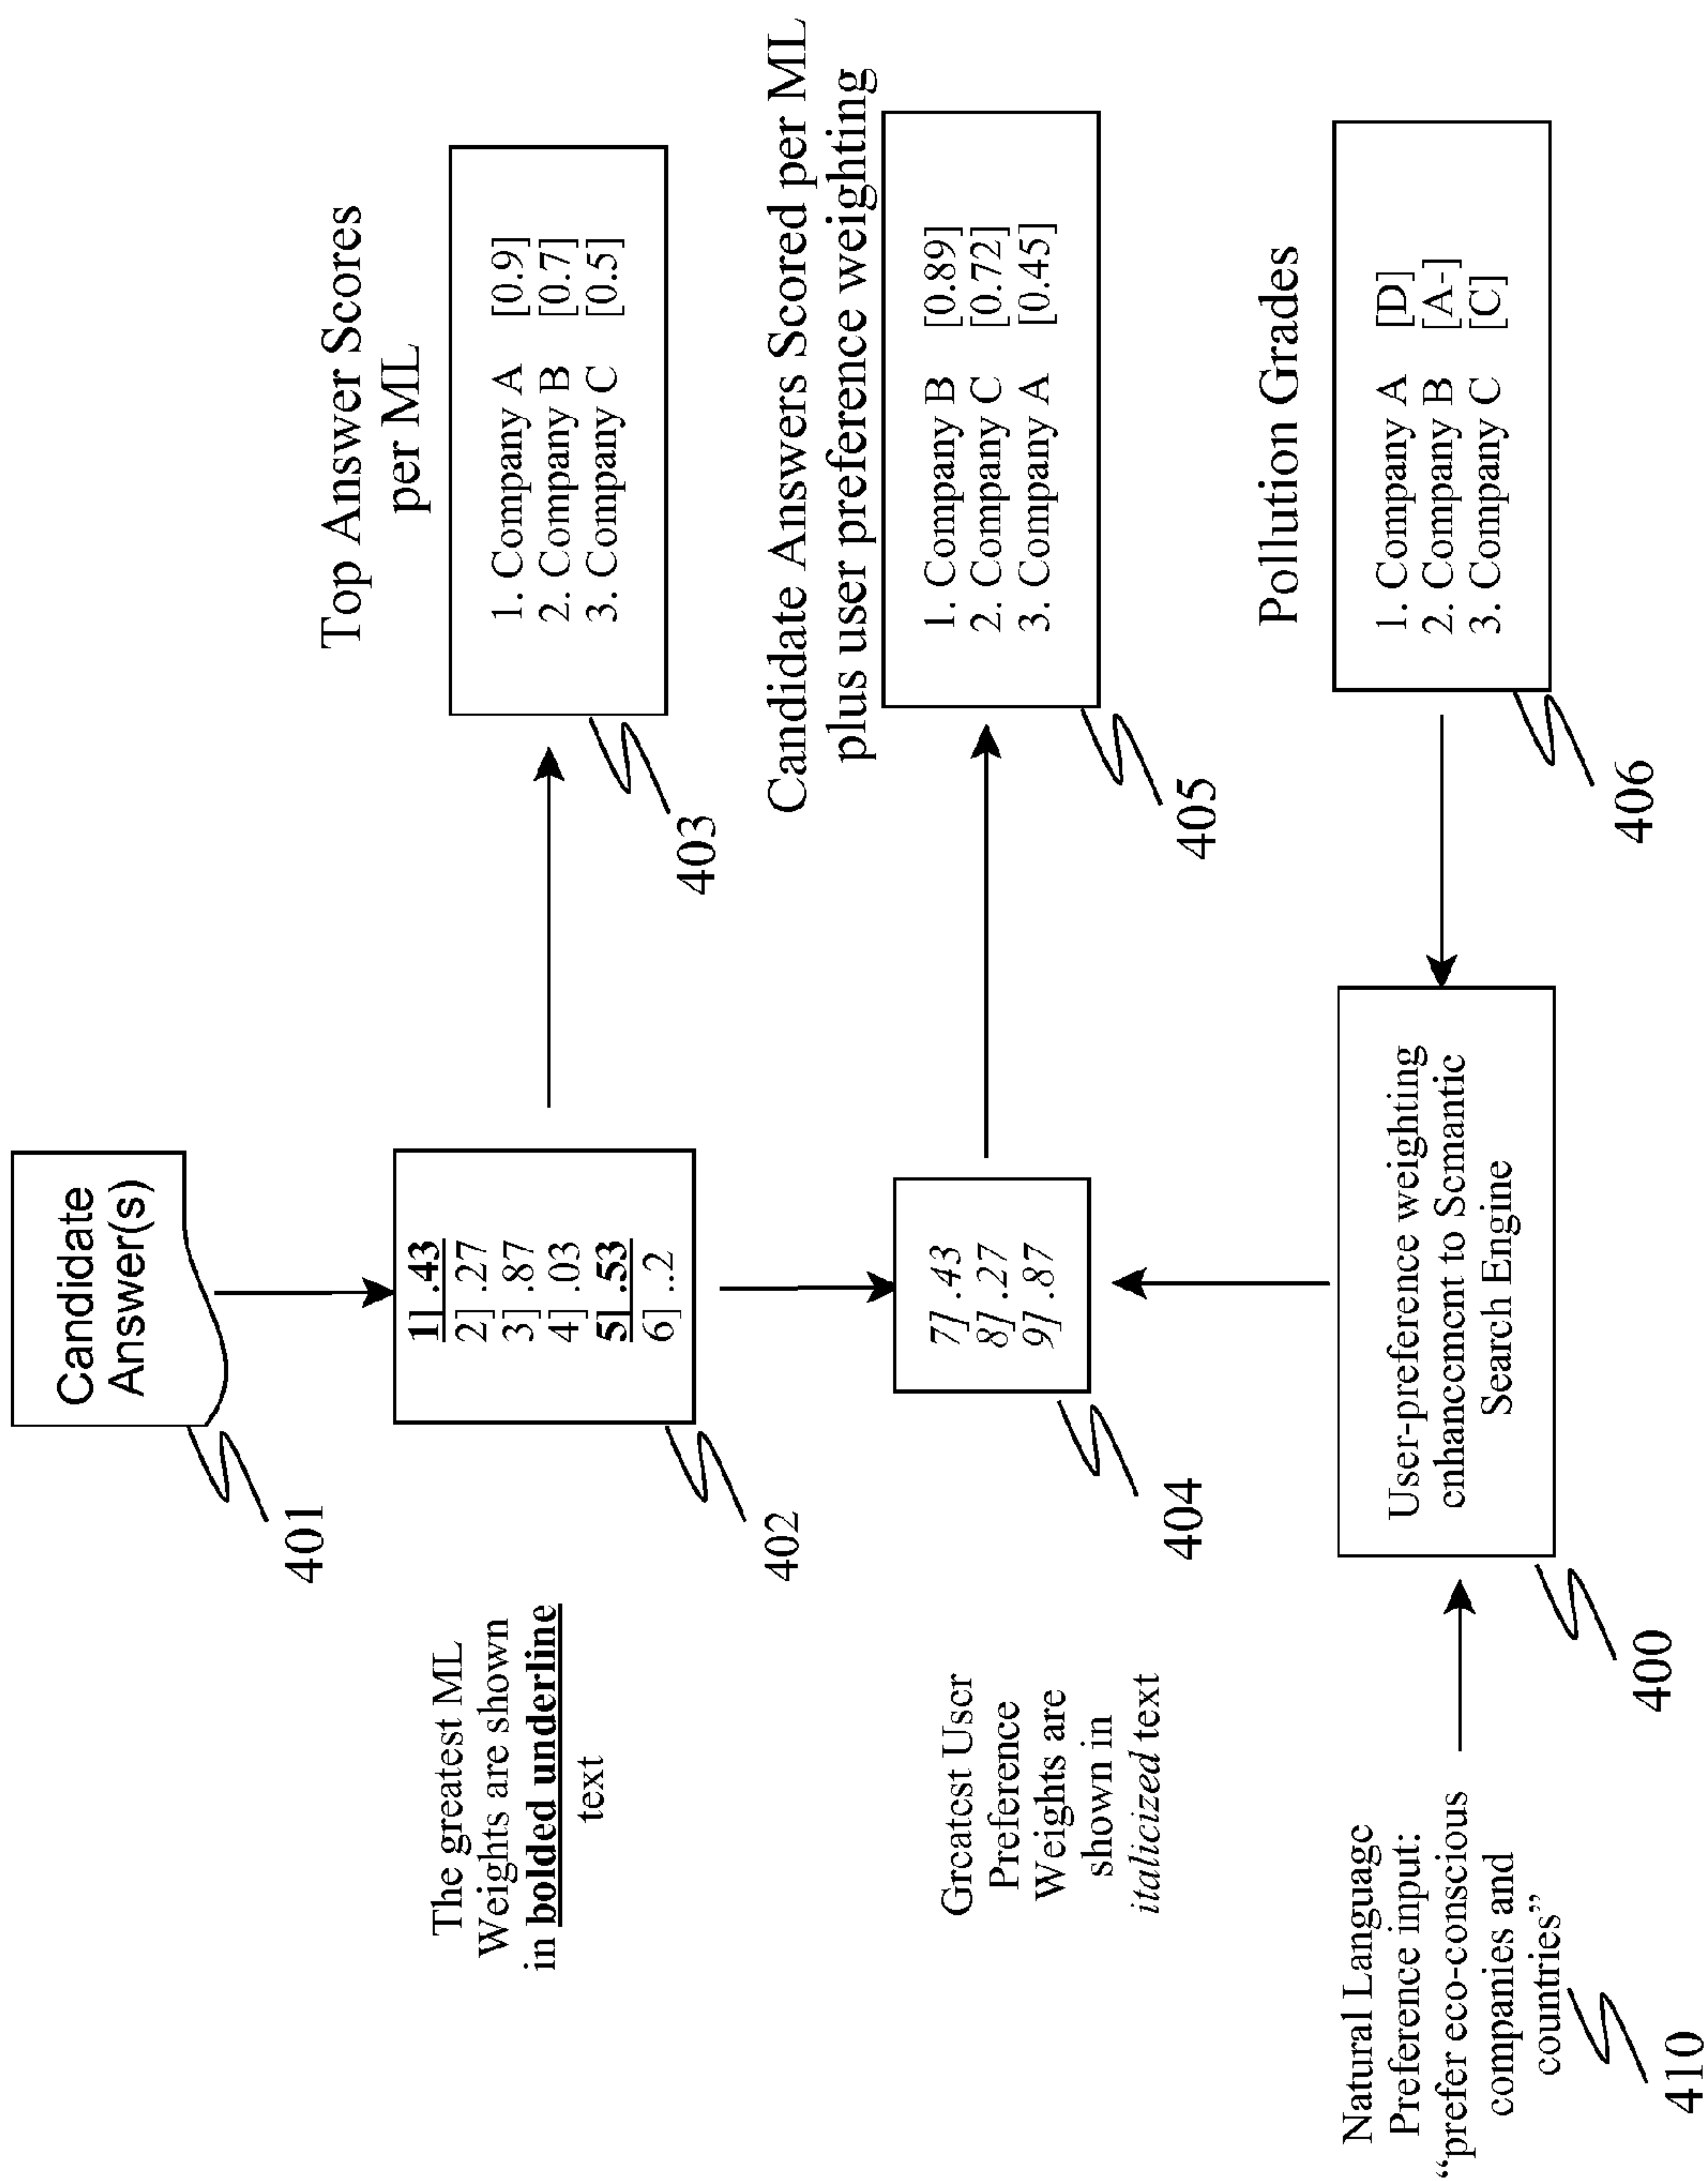 Candidate
Answer(s)
401
The greatest ML
Weights are shown
in bolded underline
text
1] .43
2] .27
3] .87
4] .03
5] .53
6] ..2
402
Top Answer Scores
per ML
1. Company A [0.9]
2. Company B [0.7]
3. Company C [0.5]
403
Greatest User
Preference
Weights are
shown in
italicized text
7] .43
8] .27
9] .87
404
Candidate Answers Scored per ML
plus user preference weighting
1. Company B [0.89]
2. Company C [0.72]
3. Company A [0.45]
405
Natural Language
Preference input:
“prefer eco-conscious
companies and
countries”
410
User-preference weighting
enhancement to Semantic
Search Engine
400
Pollution Grades
1. Company A [D]
2. Company B [A-]
3. Company C [C]
406